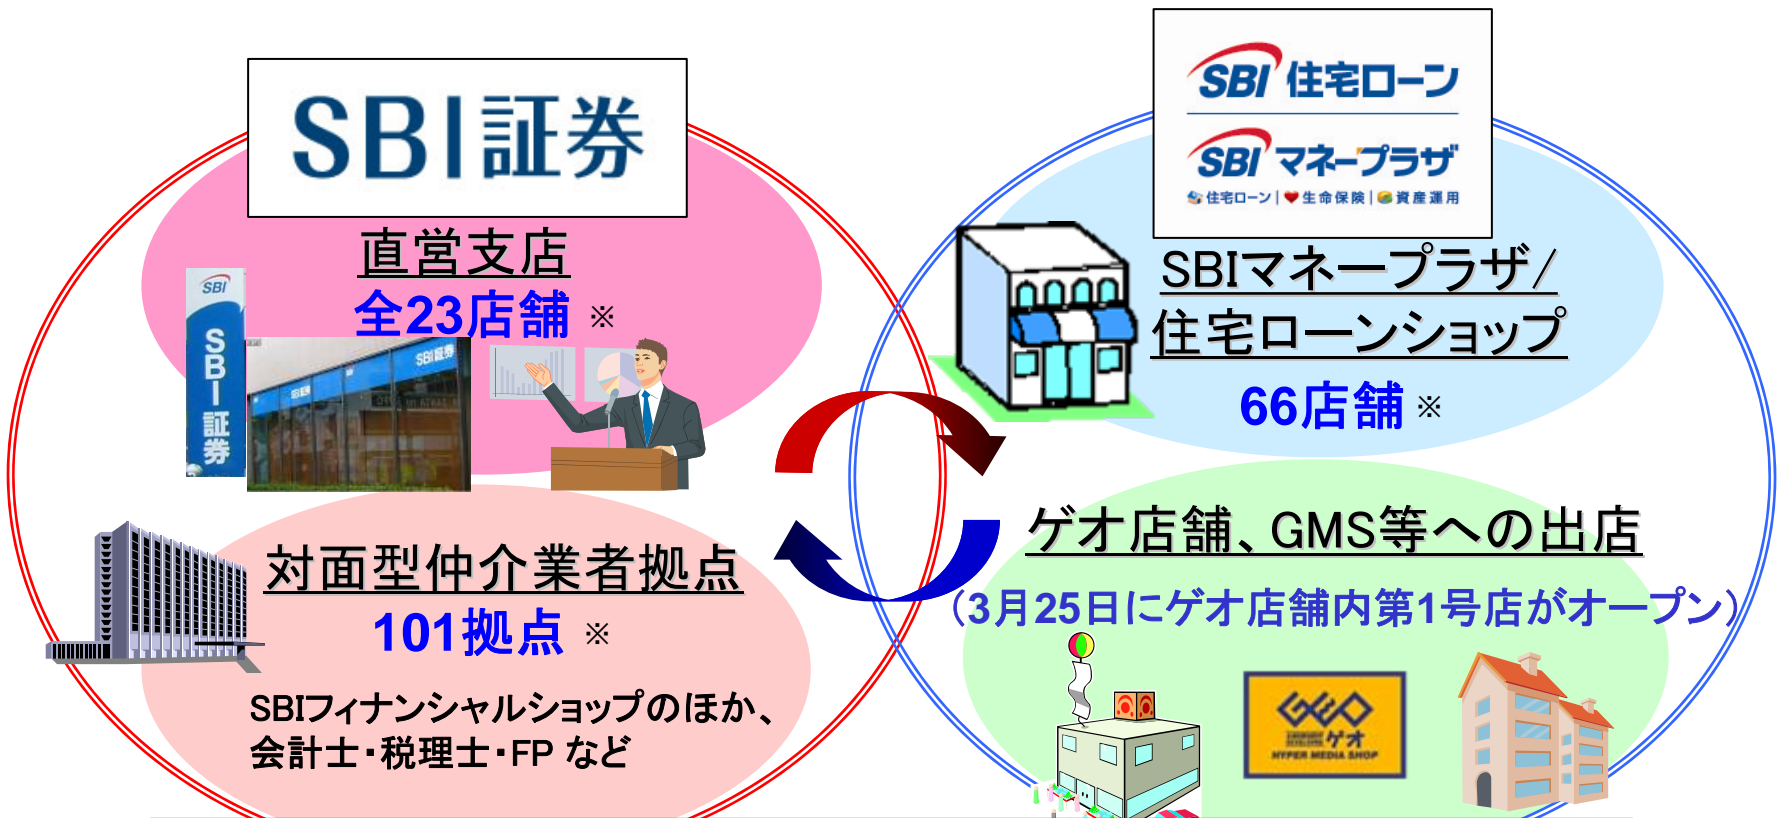 SBI証券
直営支店
全23店舗 ※
SBI
SBI証券
SBI証券
対面型仲介業者拠点
101拠点 ※
SBIフィナンシャルショップのほか、
会計士・税理士・FP など
SBI 住宅ローン
SBI マネープラザ
住宅ローン | 生命保険 | 資産運用
SBIマネープラザ/
住宅ローンショップ
66店舗 ※
ゲオ店舗、GMS等への出店
(3月25日にゲオ店舗内第1号店がオープン)
GEO
ゲオ
HYPER MEDIA SHOP